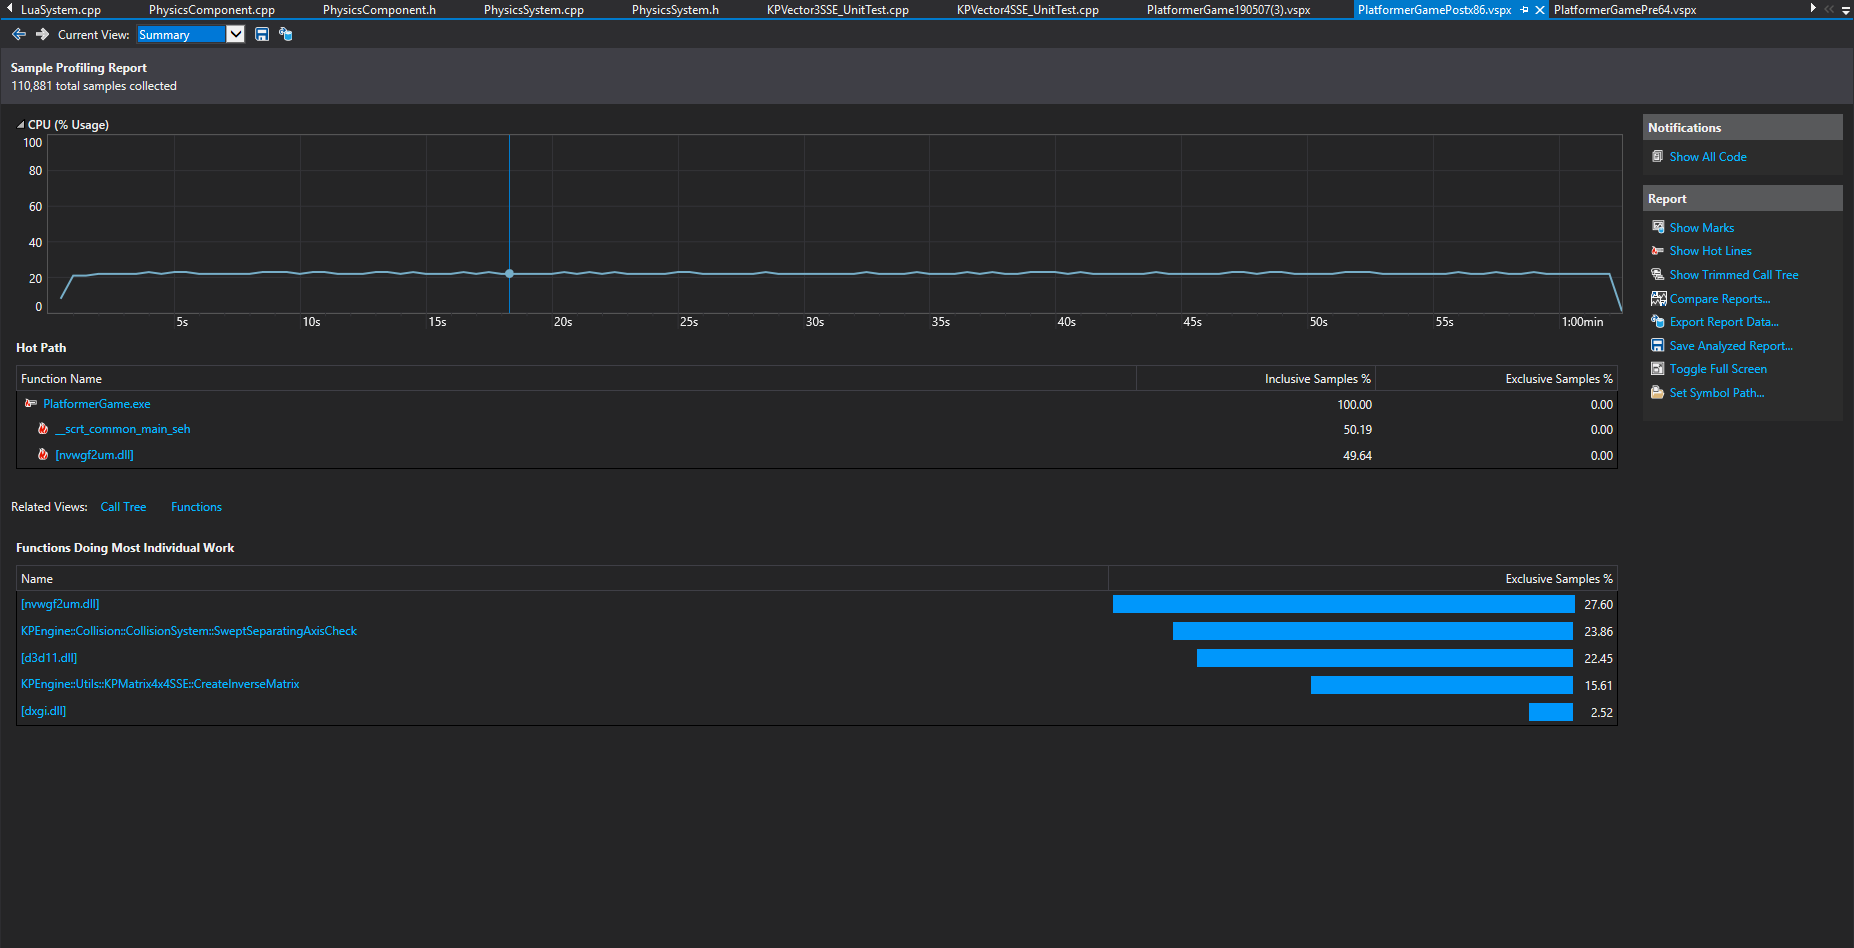 LuaSystem.cpp PhysicsComponent.cpp PhysicsComponent.h PhysicsSystem.cpp PhysicsSystem.h KPVector3SSE_UnitTest.cpp KPVector4SSE_UnitTest.cpp PlatformerGame190507(3).vspx PlatformerGamePostx86.vspx PlatformerGamePre64.vspx
Current View: Summary
Sample Profiling Report
110,881 total samples collected
CPU (% Usage)
100
80
60
40
20
0
5s 10s 15s 20s 25s 30s 35s 40s 45s 50s 55s 1:00min
Hot Path
Function Name Inclusive Samples % Exclusive Samples %
PlatformerGame.exe 100.00 0.00
__scrt_common_main_seh 50.19 0.00
[nvwgf2um.dll] 49.64 0.00
Related Views: Call Tree Functions
Functions Doing Most Individual Work
Name Exclusive Samples %
[nvwgf2um.dll] 27.60
KPEngine::Collision::CollisionSystem::SweptSeparatingAxisCheck 23.86
[d3d11.dll] 22.45
KPEngine::Utils::KPMatrix4x4SSE::CreateInverseMatrix 15.61
[dxgi.dll] 2.52
Notifications
Show All Code
Report
Show Marks
Show Hot Lines
Show Trimmed Call Tree
Compare Reports...
Export Report Data...
Save Analyzed Report...
Toggle Full Screen
Set Symbol Path...